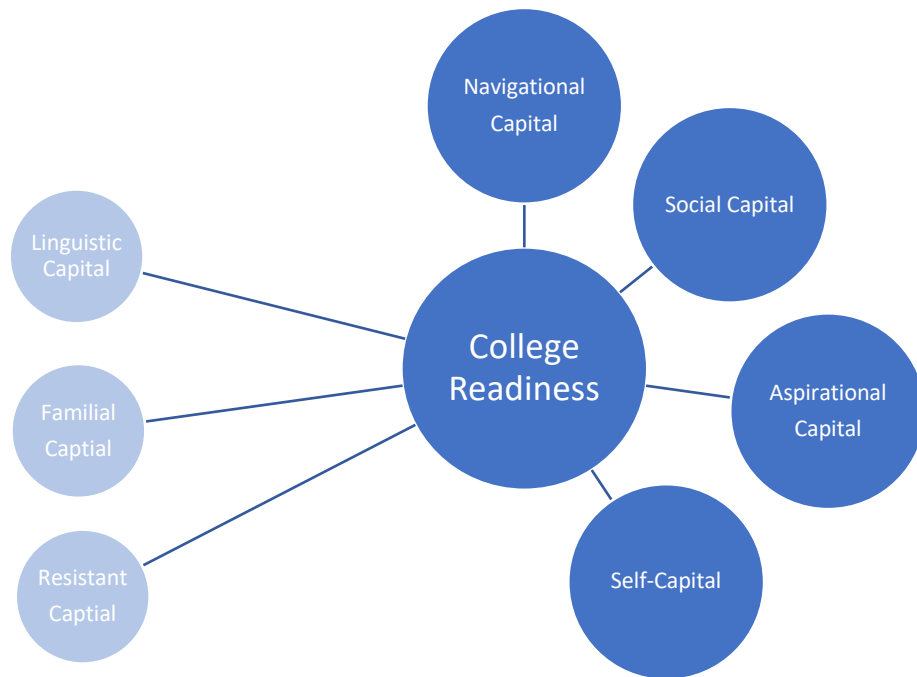 Navigational
Capital
Social Capital
Linguistic
Capital
College
Readiness
Aspirational
Capital
Familial
Captial
Self-Capital
Resistant
Captial